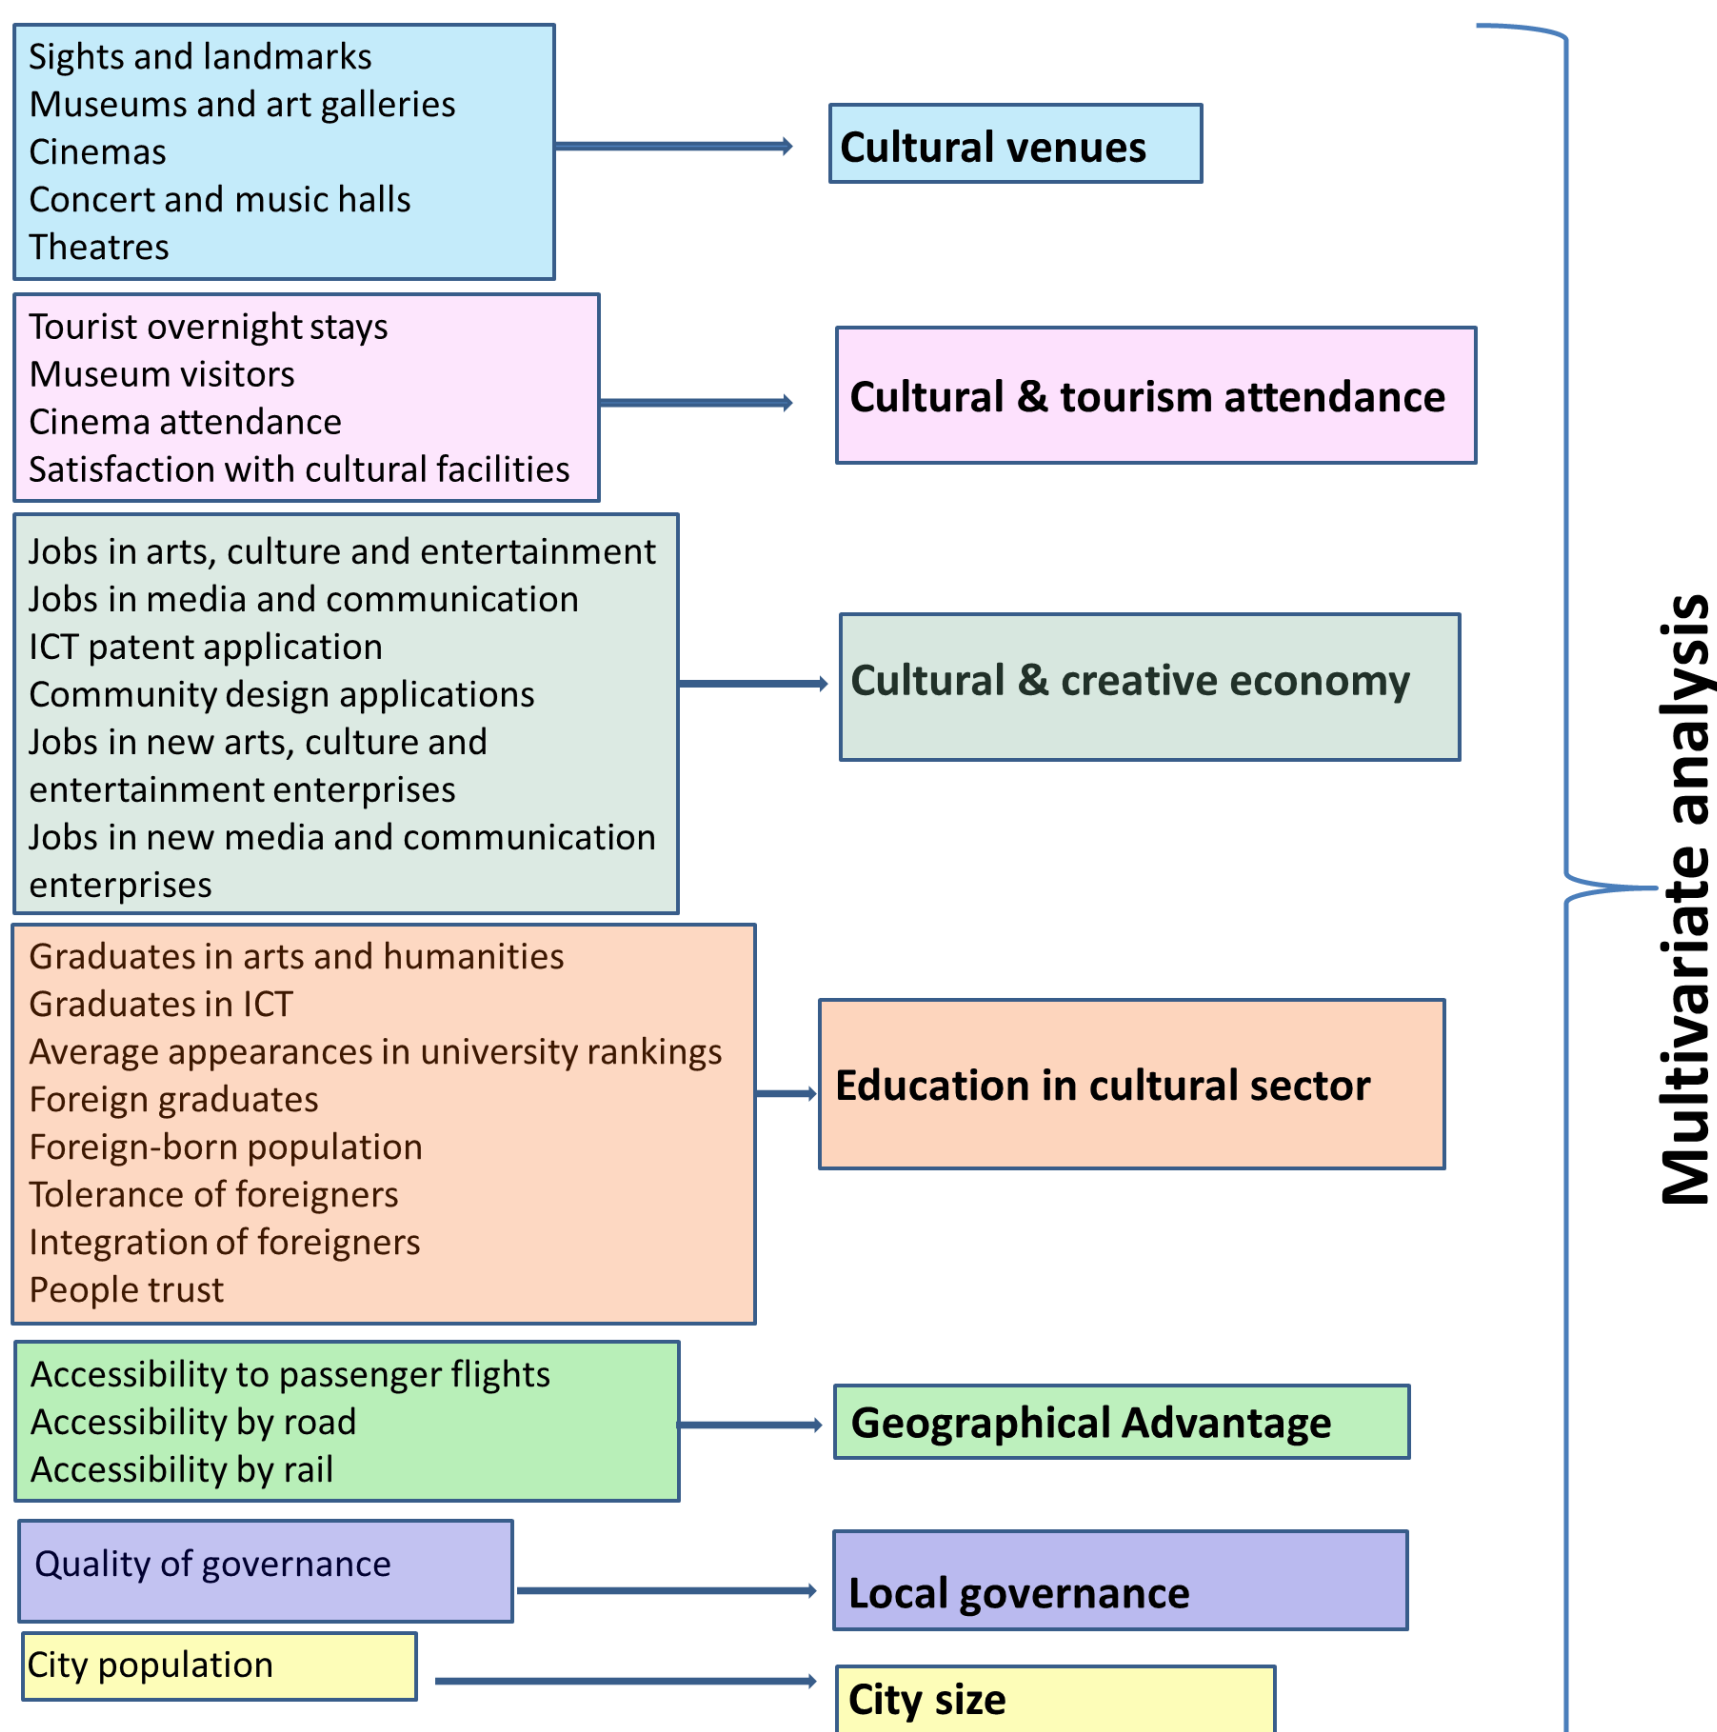 Sights and landmarks
Museums and art galleries
Cinemas
Concert and music halls
Theatres
Cultural venues
Tourist overnight stays
Museum visitors
Cinema attendance
Satisfaction with cultural facilities
Cultural & tourism attendance
Jobs in arts, culture and entertainment
Jobs in media and communication
ICT patent application
Community design applications
Jobs in new arts, culture and
entertainment enterprises
Jobs in new media and communication
enterprises
Cultural & creative economy
Graduates in arts and humanities
Graduates in ICT
Average appearances in university rankings
Foreign graduates
Foreign-born population
Tolerance of foreigners
Integration of foreigners
People trust
Education in cultural sector
Accessibility to passenger flights
Accessibility by road
Accessibility by rail
Geographical Advantage
Quality of governance
Local governance
City population
City size
Multivariate analysis